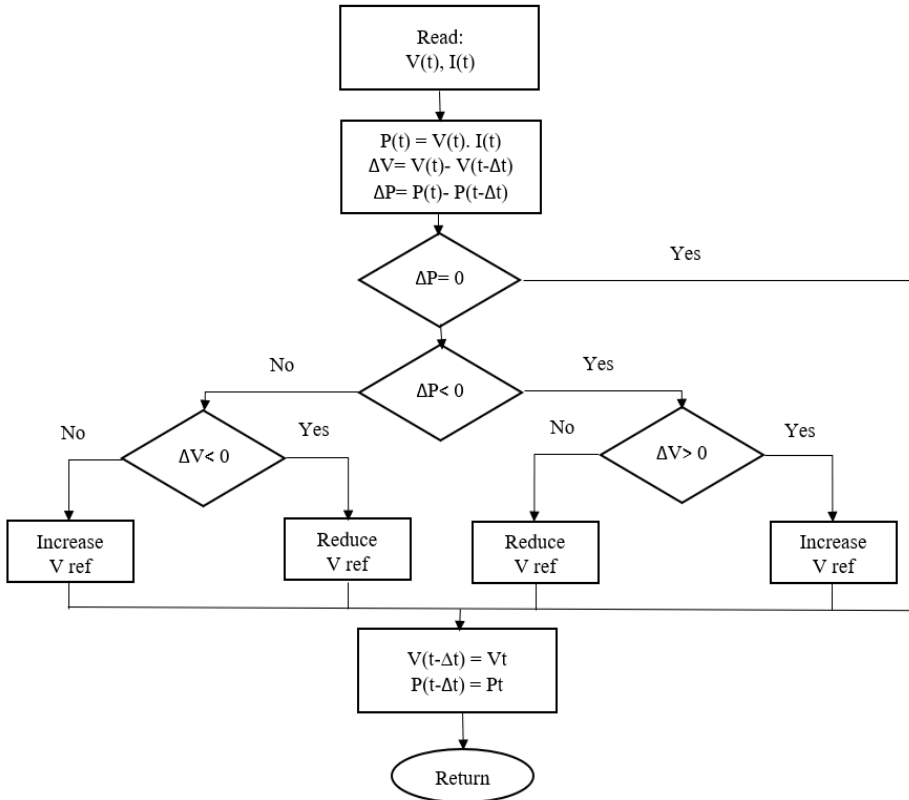 Read:
V(t), I(t)
P(t) = V(t). I(t)
ΔV= V(t)- V(t-Δt)
ΔP= P(t)- P(t-Δt)
Yes
ΔP= 0
No
Yes
ΔP< 0
No
Yes
No
Yes
ΔV< 0
ΔV> 0
Increase
V ref
Reduce
V ref
Reduce
V ref
Increase
V ref
V(t-Δt) = Vt
P(t-Δt) = Pt
Return